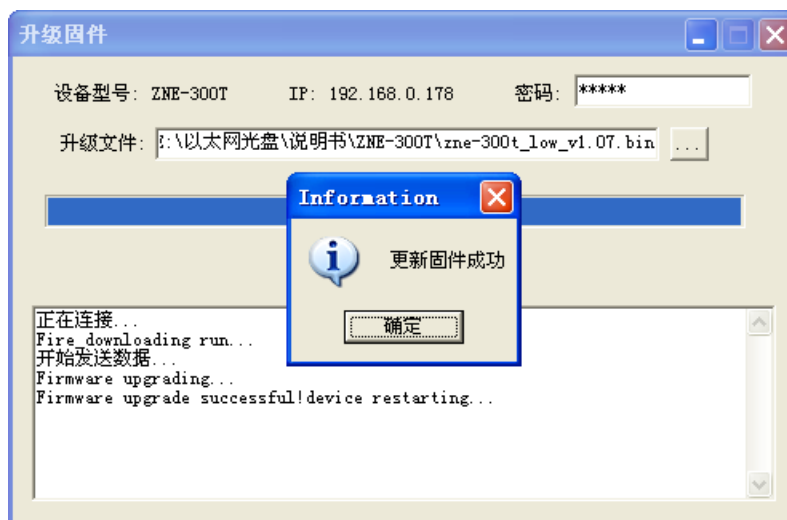 升级固件
设备型号: ZNE-300T IP: 192.168.0.178 密码: *****
升级文件: :\以太网光盘\说明书\ZNE-300T\zne-300t_low_v1.07.bin ...
Information
更新固件成功
确定
正在连接...
Fire_downloading run...
开始发送数据...
Firmware upgrading...
Firmware upgrade successful!device restarting...